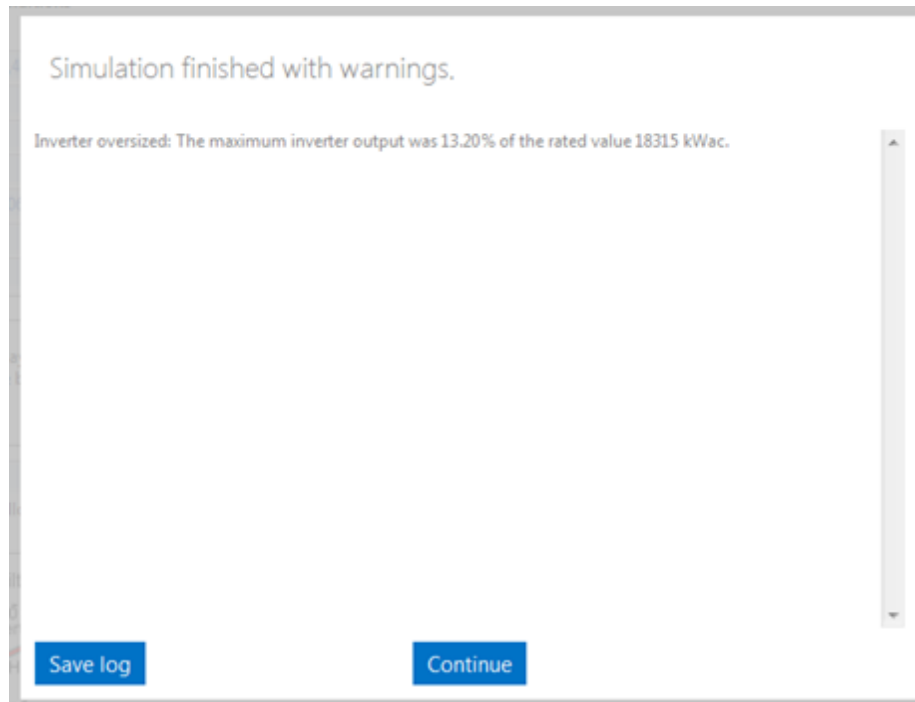 Simulation finished with warnings.
Inverter oversized: The maximum inverter output was 13.20% of the rated value 18315 kWac.
Save log
Continue